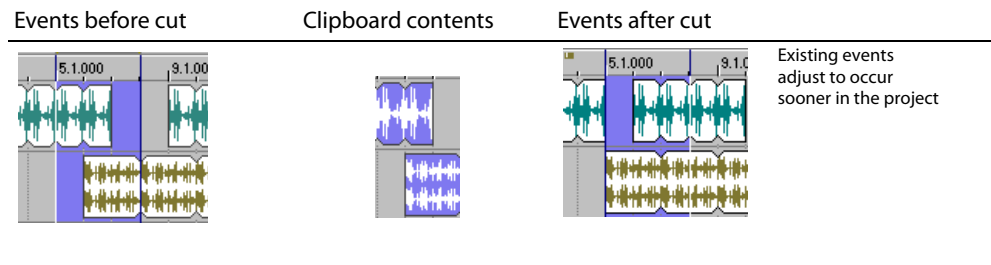 Events before cut
Clipboard contents
Events after cut
5.1.000
9.1.00
5.1.000
9.1.0
Existing events
adjust to occur
sooner in the project